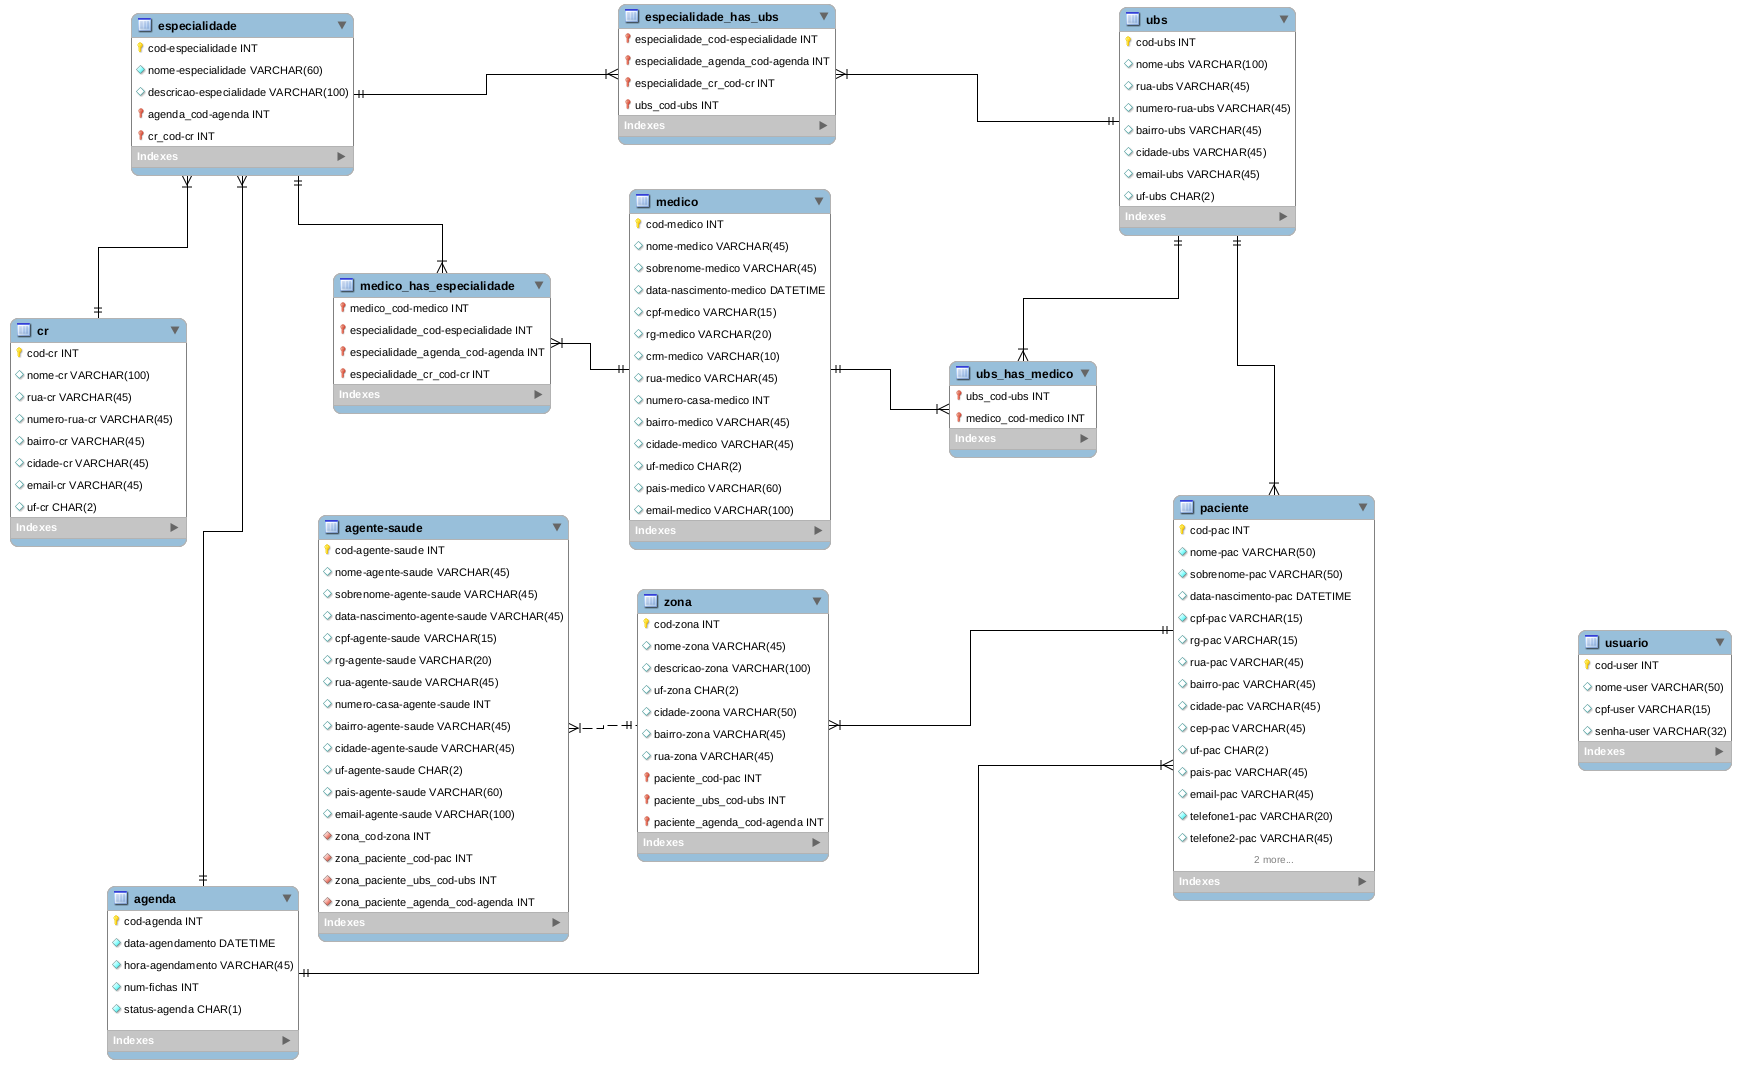 especialidade
cod-especialidade INT
nome-especialidade VARCHAR(60)
descricao-especialidade VARCHAR(100)
agenda_cod-agenda INT
cr_cod-cr INT
Indexes
especialidade_has_ubs
especialidade_cod-especialidade INT
especialidade_agenda_cod-agenda INT
especialidade_cr_cod-cr INT
ubs_cod-ubs INT
Indexes
ubs
cod-ubs INT
nome-ubs VARCHAR(100)
rua-ubs VARCHAR(45)
numero-rua-ubs VARCHAR(45)
bairro-ubs VARCHAR(45)
cidade-ubs VARCHAR(45)
email-ubs VARCHAR(45)
uf-ubs CHAR(2)
Indexes
medico
cod-medico INT
nome-medico VARCHAR(45)
sobrenome-medico VARCHAR(45)
data-nascimento-medico DATETIME
cpf-medico VARCHAR(15)
rg-medico VARCHAR(20)
crm-medico VARCHAR(10)
rua-medico VARCHAR(45)
numero-casa-medico INT
bairro-medico VARCHAR(45)
cidade-medico VARCHAR(45)
uf-medico CHAR(2)
pais-medico VARCHAR(60)
email-medico VARCHAR(100)
Indexes
medico_has_especialidade
medico_cod-medico INT
especialidade_cod-especialidade INT
especialidade_agenda_cod-agenda INT
especialidade_cr_cod-cr INT
Indexes
cr
cod-cr INT
nome-cr VARCHAR(100)
rua-cr VARCHAR(45)
numero-rua-cr VARCHAR(45)
bairro-cr VARCHAR(45)
cidade-cr VARCHAR(45)
email-cr VARCHAR(45)
uf-cr CHAR(2)
Indexes
ubs_has_medico
ubs_cod-ubs INT
medico_cod-medico INT
Indexes
paciente
cod-pac INT
nome-pac VARCHAR(50)
sobrenome-pac VARCHAR(50)
data-nascimento-pac DATETIME
cpf-pac VARCHAR(15)
rg-pac VARCHAR(15)
rua-pac VARCHAR(45)
bairro-pac VARCHAR(45)
cidade-pac VARCHAR(45)
cep-pac VARCHAR(45)
uf-pac CHAR(2)
pais-pac VARCHAR(45)
email-pac VARCHAR(45)
telefone1-pac VARCHAR(20)
telefone2-pac VARCHAR(45)
2 more...
Indexes
agente-saude
cod-agente-saude INT
nome-agente-saude VARCHAR(45)
sobrenome-agente-saude VARCHAR(45)
data-nascimento-agente-saude VARCHAR(45)
cpf-agente-saude VARCHAR(15)
rg-agente-saude VARCHAR(20)
rua-agente-saude VARCHAR(45)
numero-casa-agente-saude INT
bairro-agente-saude VARCHAR(45)
cidade-agente-saude VARCHAR(45)
uf-agente-saude CHAR(2)
pais-agente-saude VARCHAR(60)
email-agente-saude VARCHAR(100)
zona_cod-zona INT
zona_paciente_cod-pac INT
zona_paciente_ubs_cod-ubs INT
zona_paciente_agenda_cod-agenda INT
Indexes
zona
cod-zona INT
nome-zona VARCHAR(45)
descricao-zona VARCHAR(100)
uf-zona CHAR(2)
cidade-zoona VARCHAR(50)
bairro-zona VARCHAR(45)
rua-zona VARCHAR(45)
paciente_cod-pac INT
paciente_ubs_cod-ubs INT
paciente_agenda_cod-agenda INT
Indexes
usuario
cod-user INT
nome-user VARCHAR(50)
cpf-user VARCHAR(15)
senha-user VARCHAR(32)
Indexes
agenda
cod-agenda INT
data-agendamento DATETIME
hora-agendamento VARCHAR(45)
num-fichas INT
status-agenda CHAR(1)
Indexes